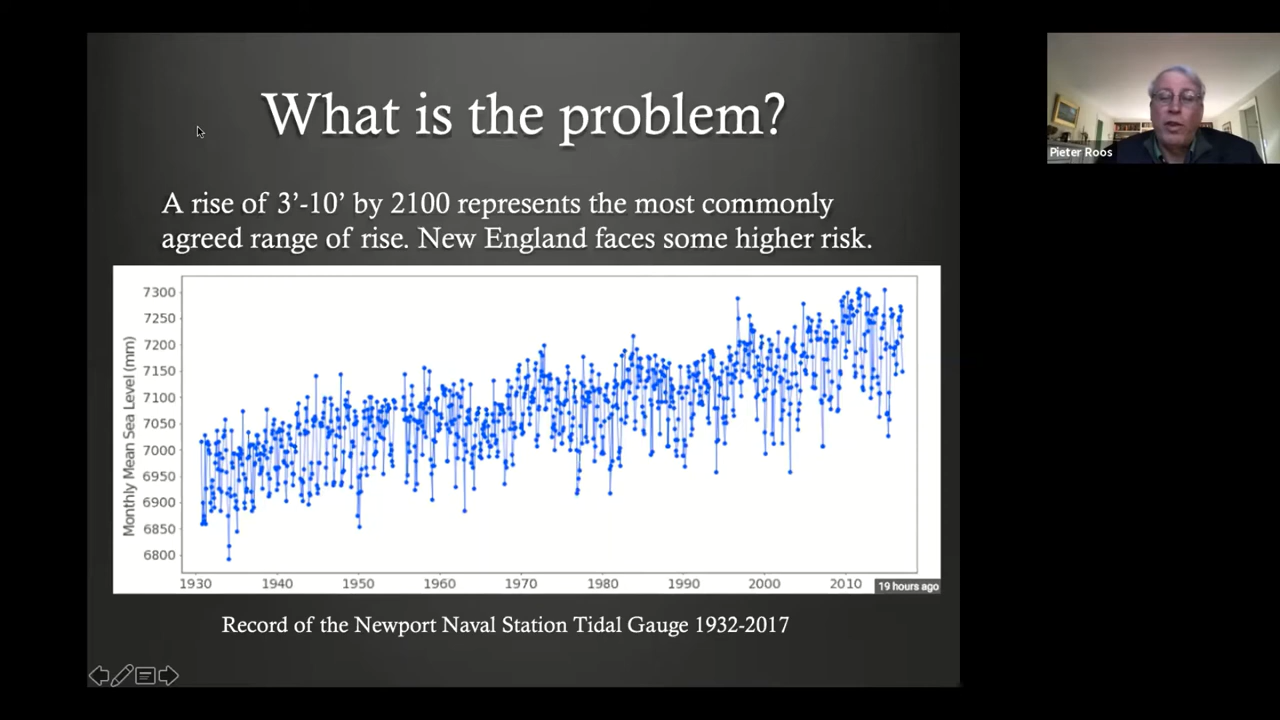 What is the problem?
A rise of 3’-10’ by 2100 represents the most commonly
agreed range of rise. New England faces some higher risk.
Monthly Mean Sea Level (mm)
7300
7250
7200
7150
7100
7050
7000
6950
6900
6850
6800
1930 1940 1950 1960 1970 1980 1990 2000 2010
19 hours ago
Record of the Newport Naval Station Tidal Gauge 1932-2017
Pieter Roos